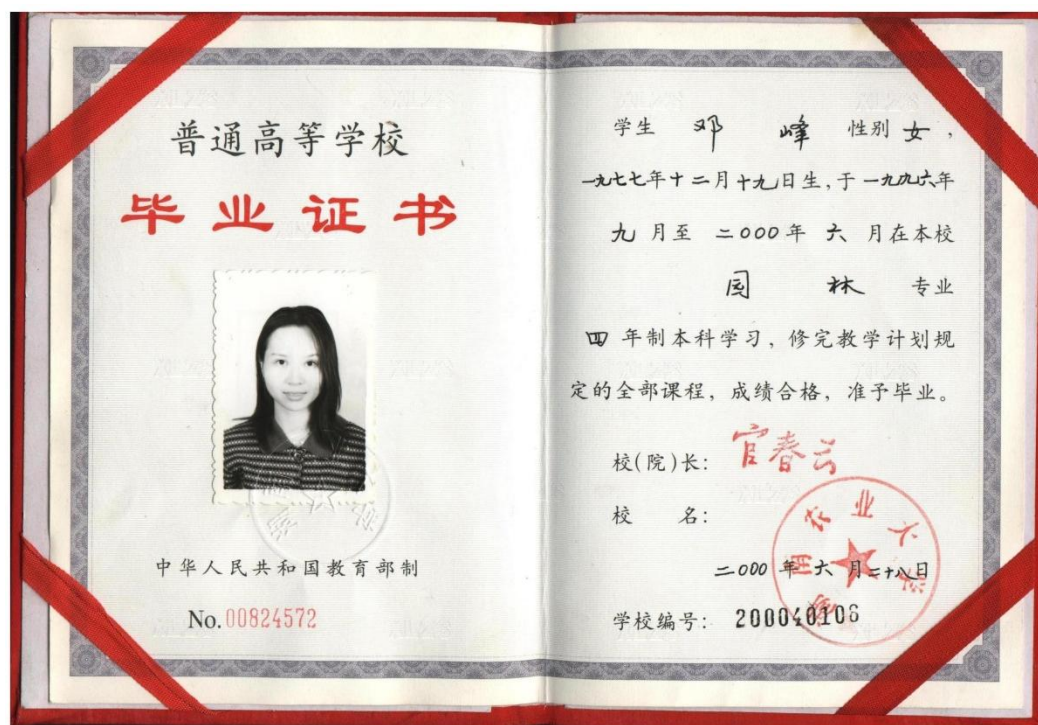 普通高等学校
毕业证书
中华人民共和国教育部制
No.00824572
学生 邓 峰 性别 女，
一九七七年十二月十九日生，于一九九六年
九月至 二000年 六 月在本校
园 林 专业
四 年制本科学习，修完教学计划规
定的全部课程，成绩合格，准予毕业。
校(院)长： 官春云
校 名：
湖南农业大学
二000年六月二十八日
学校编号： 200040106